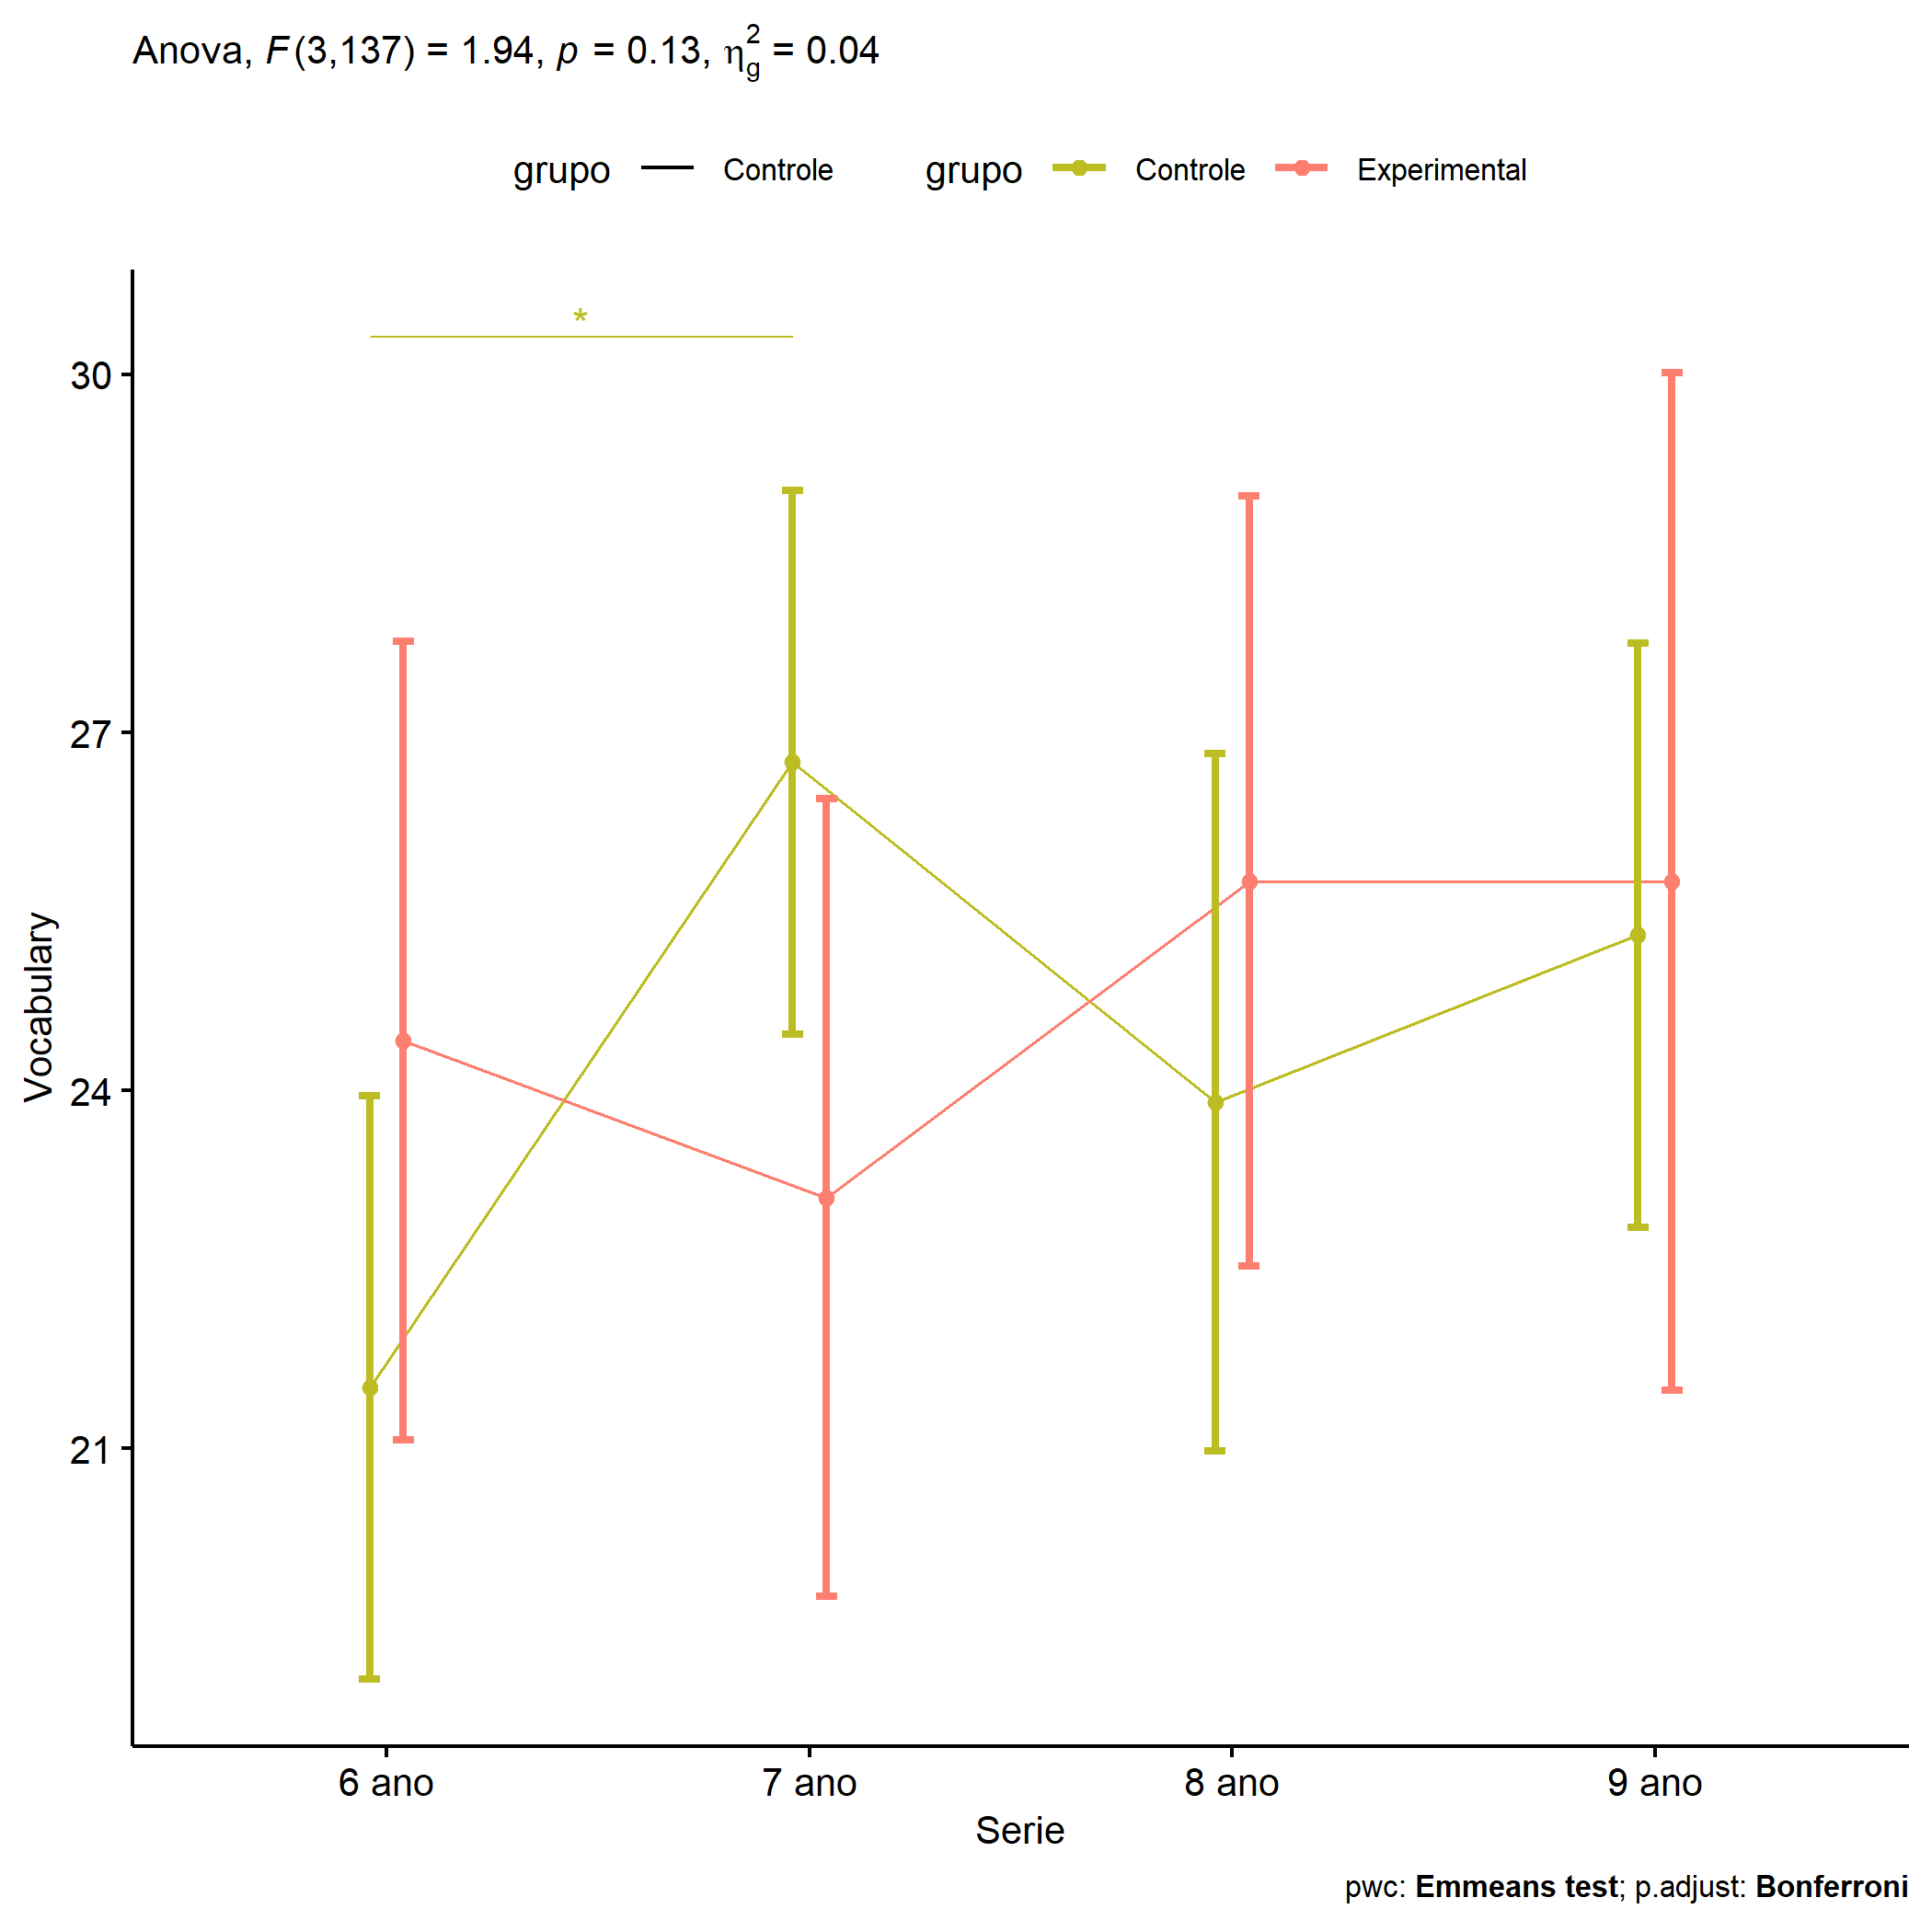 Anova, F(3,137) = 1.94, p = 0.13, η²g = 0.04
grupo Controle grupo Controle Experimental
*
30
27
24
21
Vocabulary
6 ano 7 ano 8 ano 9 ano
Serie
pwc: Emmeans test; p.adjust: Bonferroni